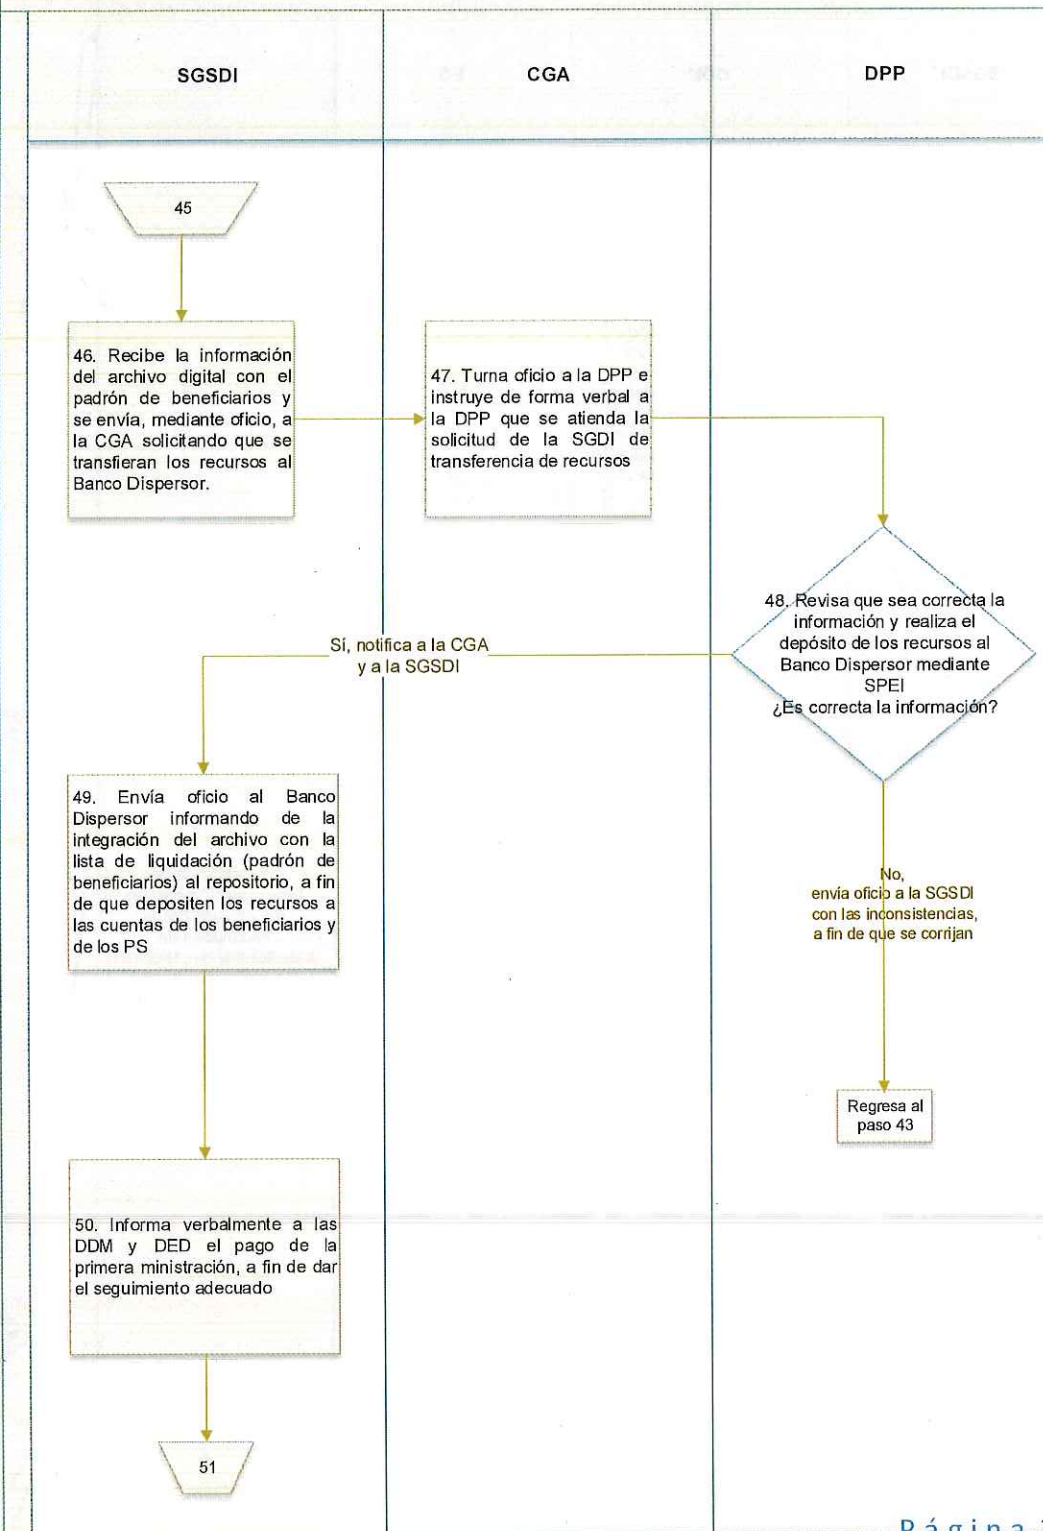 SGSDI
CGA
DPP
45
46. Recibe la información
del archivo digital con el
padrón de beneficiarios y
se envía, mediante oficio, a
la CGA solicitando que se
transfieran los recursos al
Banco Dispersor.
47. Turna oficio a la DPP e
instruye de forma verbal a
la DPP que se atienda la
solicitud de la SGDI de
transferencia de recursos
48. Revisa que sea correcta la
información y realiza el
depósito de los recursos al
Banco Dispersor mediante
SPEI
¿Es correcta la información?
Sí, notifica a la CGA
y a la SGSDI
49. Envía oficio al Banco
Dispersor informando de la
integración del archivo con la
lista de liquidación (padrón de
beneficiarios) al repositorio, a fin
de que depositen los recursos a
las cuentas de los beneficiarios y
de los PS
No,
envía oficio a la SGSDI
con las inconsistencias,
a fin de que se corrijan
Regresa al
paso 43
50. Informa verbalmente a las
DDM y DED el pago de la
primera ministración, a fin de dar
el seguimiento adecuado
51
Página